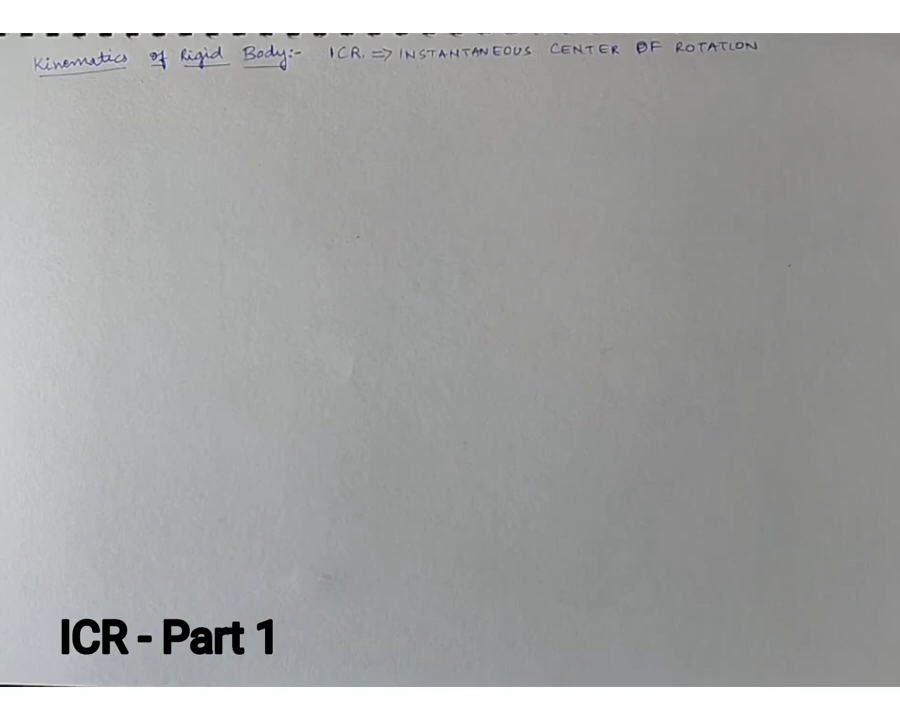 Kinematics of Rigid Body:- ICR. => INSTANTANEOUS CENTER OF ROTATION
ICR - Part 1